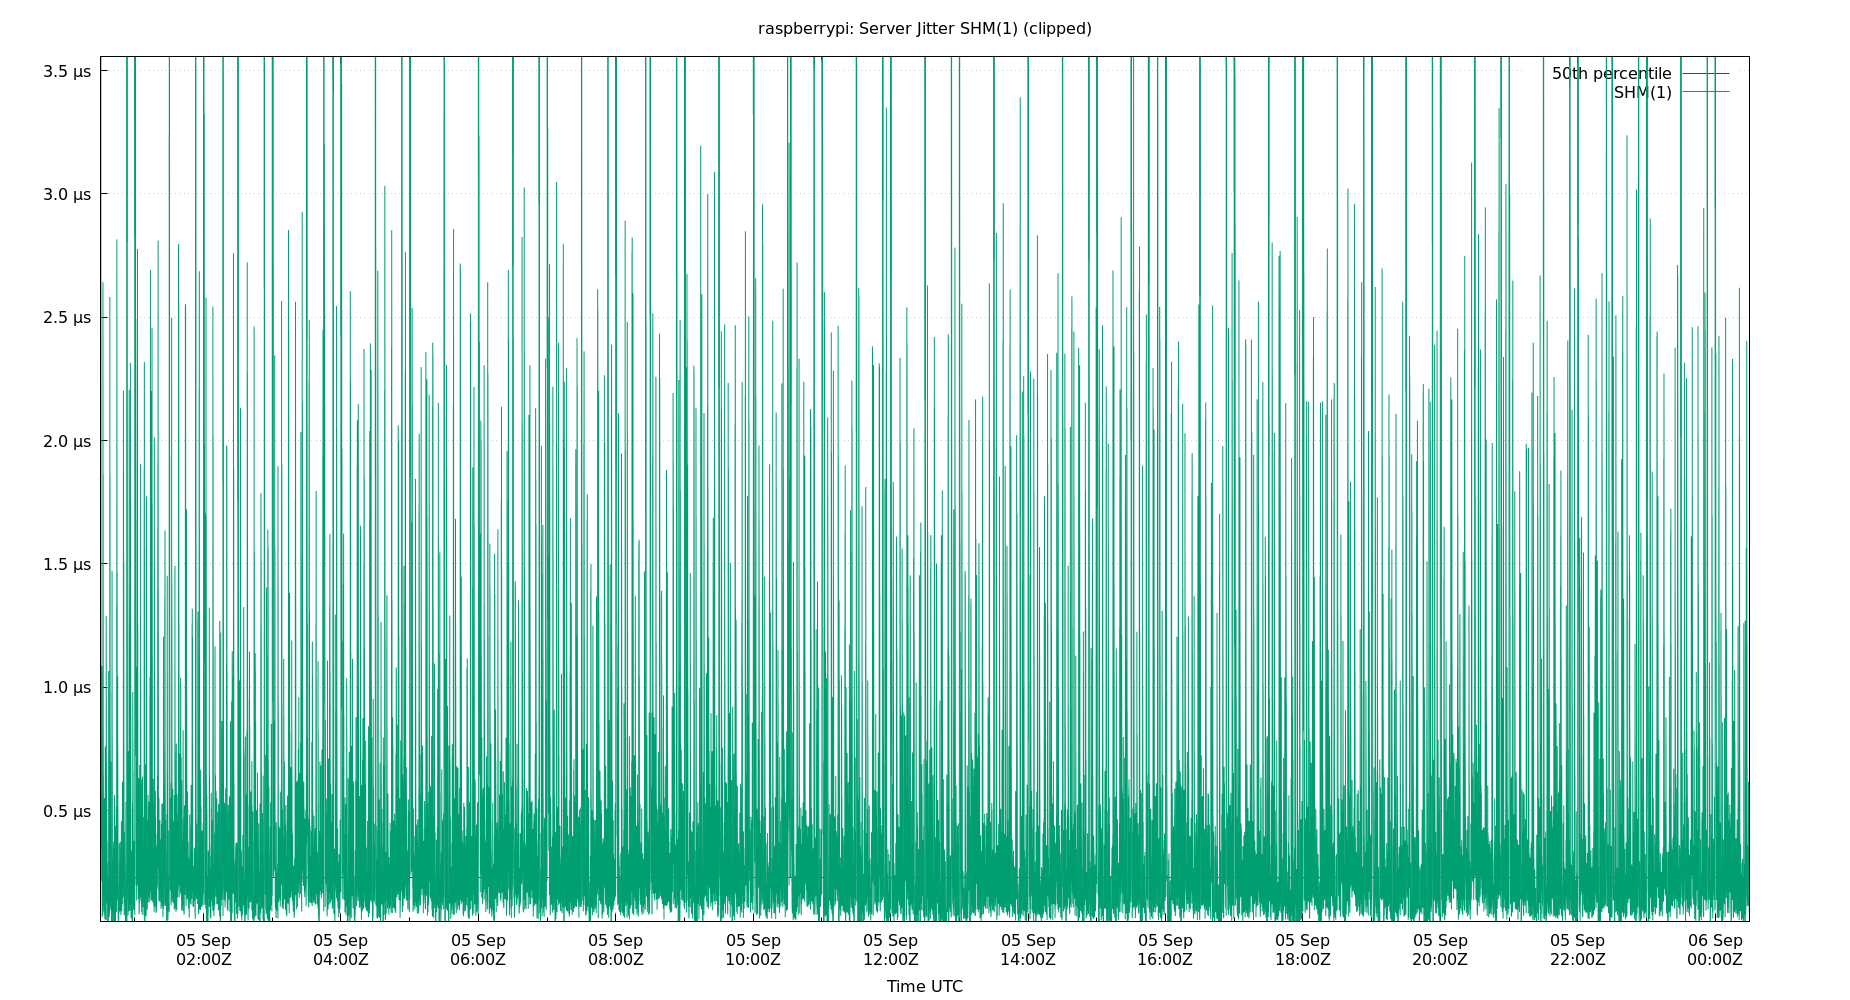 raspberrypi: Server Jitter SHM(1) (clipped)
3.5 µs
50th percentile
SHM(1)
3.0 µs
2.5 µs
2.0 µs
1.5 µs
1.0 µs
0.5 µs
05 Sep 05 Sep 05 Sep 05 Sep 05 Sep 05 Sep 05 Sep 05 Sep 05 Sep 05 Sep 05 Sep 06 Sep
02:00Z 04:00Z 06:00Z 08:00Z 10:00Z 12:00Z 14:00Z 16:00Z 18:00Z 20:00Z 22:00Z 00:00Z
Time UTC